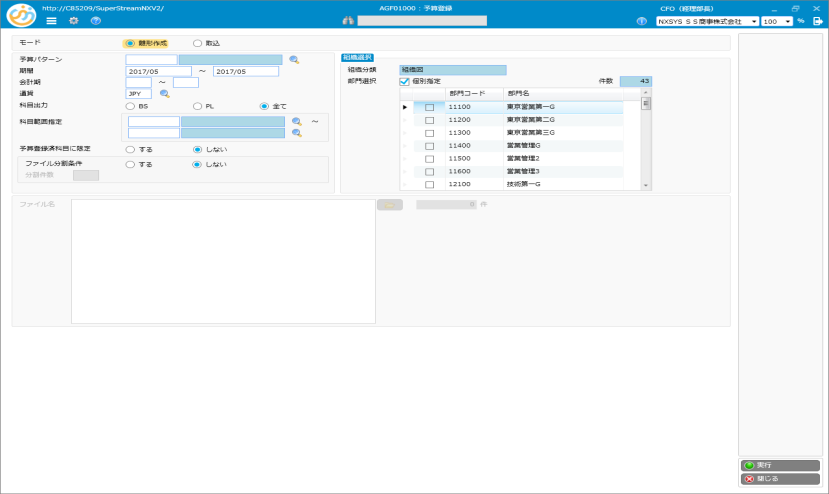 http://CBS209/SuperStreamNXV2/
AGF01000：予算登録
CFO（経理部長）
NXSYS ＳＳ商事株式会社
100 %
モード 雛形作成 取込
予算パターン
期間 2017/05 ～ 2017/05
会計期 ～
通貨 JPY
科目出力 BS PL 全て
科目範囲指定 ～
予算登録済科目に限定 する しない
ファイル分割条件 する しない
分割件数
組織選択
組織分類 組織図
部門選択 個別指定 件数 43
部門コード 部門名
11100 東京営業第一G
11200 東京営業第二G
11300 東京営業第三G
11400 営業管理G
11500 営業管理2
11600 営業管理3
12100 技術第一G
ファイル名 0 件
実行
閉じる